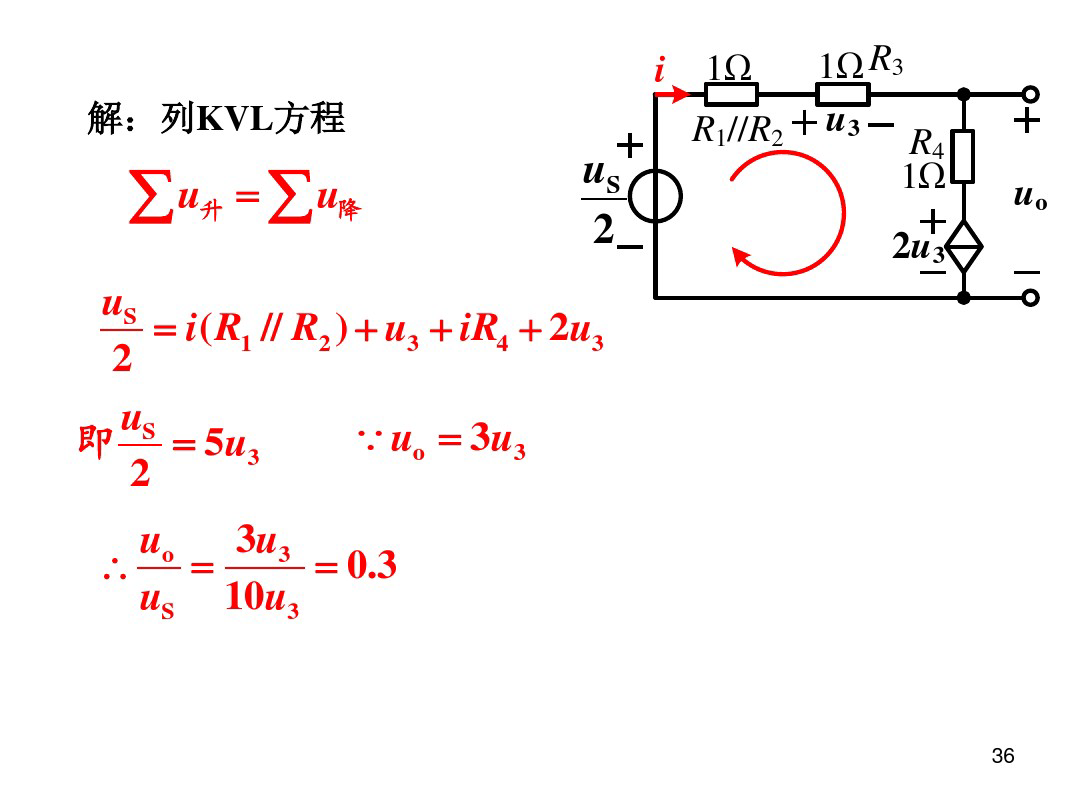 解：列KVL方程
∑u升 = ∑u降
uS/2 = i(R1 // R2) + u3 + iR4 + 2u3
即 uS/2 = 5u3 ∵ uo = 3u3
∴ uo/uS = 3u3/10u3 = 0.3
i 1Ω 1Ω R3
R1//R2 + u3 −
+ uS/2 −
R4
1Ω
+ 2u3 −
+ uo −
36